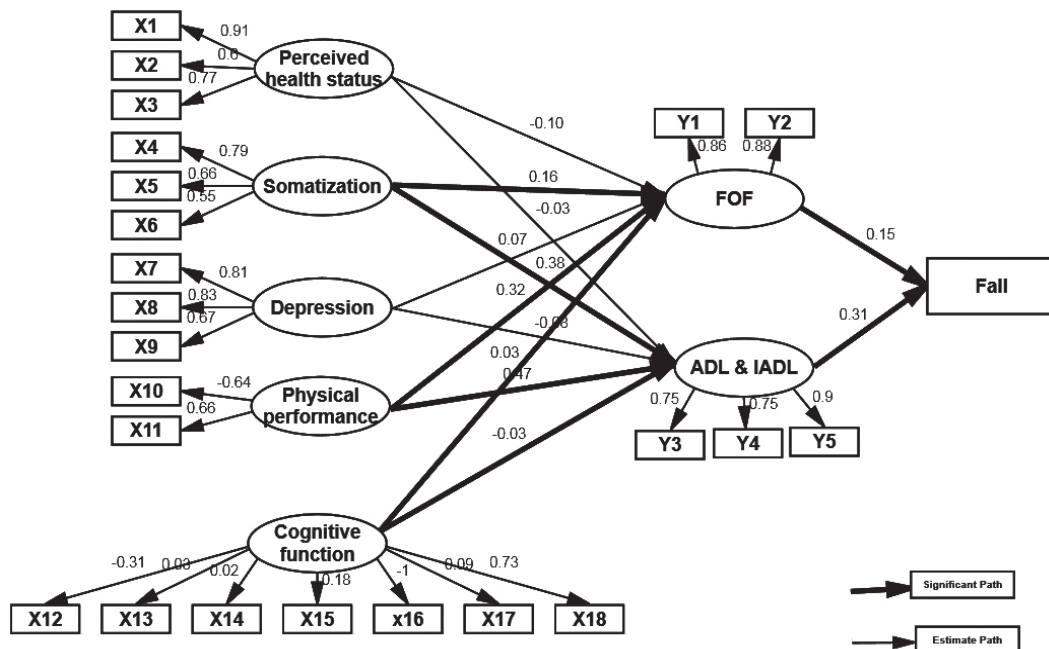 X1
0.91
X2
0.6
X3
0.77
Perceived
health status
X4
0.79
X5
0.66
X6
0.55
Somatization
X7
0.81
X8
0.83
X9
0.67
Depression
X10
-0.64
X11
0.66
Physical
performance
Cognitive
function
-0.31
0.03
0.02
0.18
-1
0.09
0.73
X12
X13
X14
X15
x16
X17
X18
-0.10
0.16
-0.03
0.07
0.38
0.32
-0.08
0.03
0.47
-0.03
Y1
Y2
0.86
0.88
FOF
0.15
Fall
0.31
ADL & IADL
0.75
0.75
0.9
Y3
Y4
Y5
Significant Path
Estimate Path